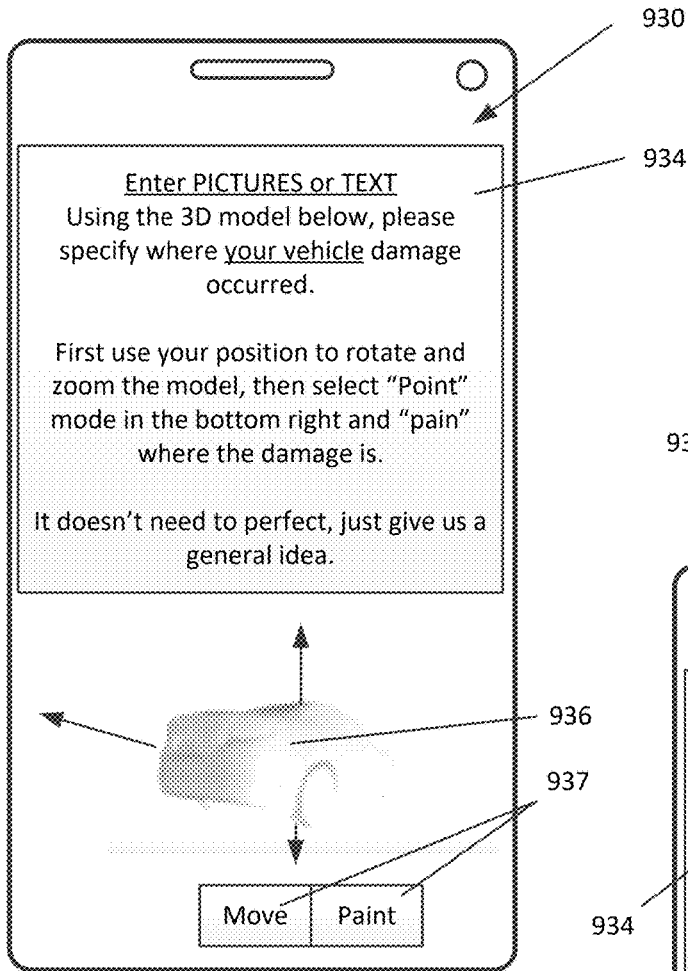 930
934
Enter PICTURES or TEXT
Using the 3D model below, please
specify where your vehicle damage
occurred.
First use your position to rotate and
zoom the model, then select “Point”
mode in the bottom right and “pain”
where the damage is.
It doesn’t need to perfect, just give us a
general idea.
936
937
934
Move Paint